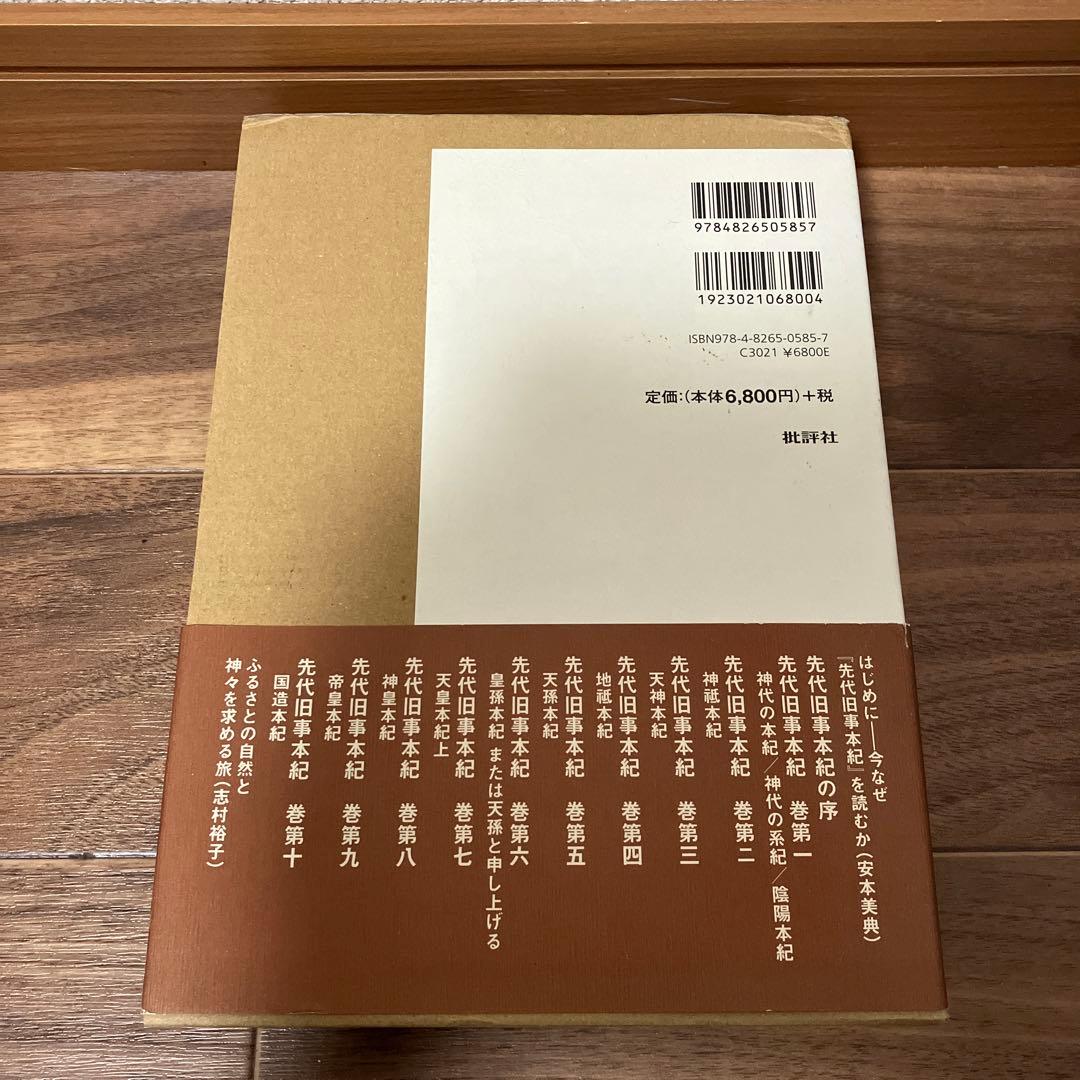 9784826505857
1923021068004
ISBN978-4-8265-0585-7
C3021 ¥6800E
定価:(本体6,800円)+税
批評社
はじめに――今なぜ
『先代旧事本紀』を読むか(安本美典)
先代旧事本紀の序
先代旧事本紀 巻第一
神代の本紀/神代の系紀/陰陽本紀
先代旧事本紀 巻第二
神祇本紀
先代旧事本紀 巻第三
天神本紀
先代旧事本紀 巻第四
地祇本紀
先代旧事本紀 巻第五
天孫本紀
先代旧事本紀 巻第六
皇孫本紀 または天孫と申し上げる
先代旧事本紀 巻第七
天皇本紀上
先代旧事本紀 巻第八
神皇本紀
先代旧事本紀 巻第九
帝皇本紀
先代旧事本紀 巻第十
国造本紀
ふるさとの自然と
神々を求める旅(志村裕子)